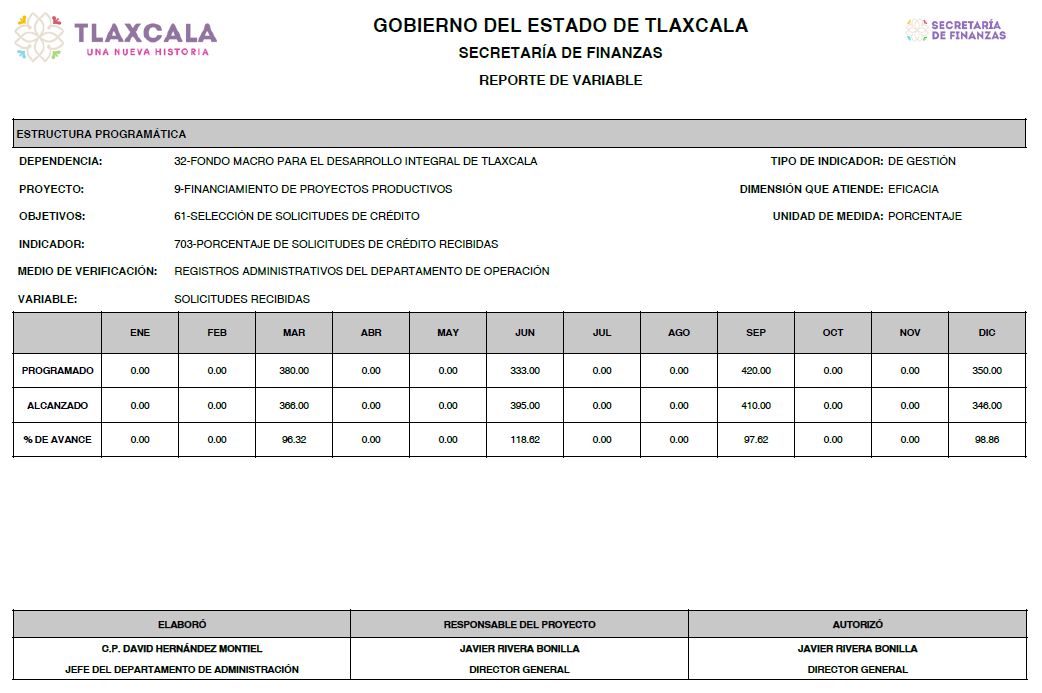 TLAXCALA
UNA NUEVA HISTORIA
GOBIERNO DEL ESTADO DE TLAXCALA
SECRETARÍA DE FINANZAS
REPORTE DE VARIABLE
SECRETARÍA
DE FINANZAS
ESTRUCTURA PROGRAMÁTICA
DEPENDENCIA: 32-FONDO MACRO PARA EL DESARROLLO INTEGRAL DE TLAXCALA TIPO DE INDICADOR: DE GESTIÓN
PROYECTO: 9-FINANCIAMIENTO DE PROYECTOS PRODUCTIVOS DIMENSIÓN QUE ATIENDE: EFICACIA
OBJETIVOS: 61-SELECCIÓN DE SOLICITUDES DE CRÉDITO UNIDAD DE MEDIDA: PORCENTAJE
INDICADOR: 703-PORCENTAJE DE SOLICITUDES DE CRÉDITO RECIBIDAS
MEDIO DE VERIFICACIÓN: REGISTROS ADMINISTRATIVOS DEL DEPARTAMENTO DE OPERACIÓN
VARIABLE: SOLICITUDES RECIBIDAS
ENE FEB MAR ABR MAY JUN JUL AGO SEP OCT NOV DIC
PROGRAMADO 0.00 0.00 380.00 0.00 0.00 333.00 0.00 0.00 420.00 0.00 0.00 350.00
ALCANZADO 0.00 0.00 366.00 0.00 0.00 395.00 0.00 0.00 410.00 0.00 0.00 346.00
% DE AVANCE 0.00 0.00 96.32 0.00 0.00 118.62 0.00 0.00 97.62 0.00 0.00 98.86
ELABORÓ RESPONSABLE DEL PROYECTO AUTORIZÓ
C.P. DAVID HERNÁNDEZ MONTIEL JAVIER RIVERA BONILLA JAVIER RIVERA BONILLA
JEFE DEL DEPARTAMENTO DE ADMINISTRACIÓN DIRECTOR GENERAL DIRECTOR GENERAL